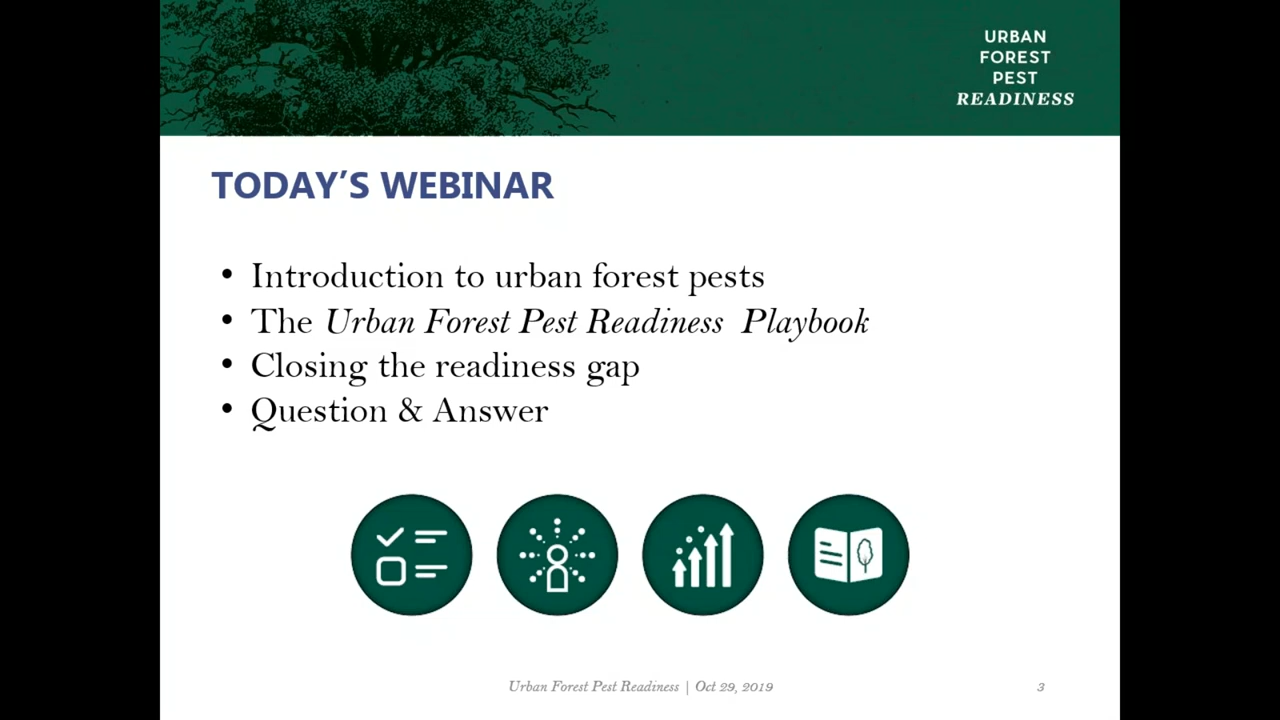 URBAN
FOREST
PEST
READINESS
TODAY’S WEBINAR
• Introduction to urban forest pests
• The Urban Forest Pest Readiness Playbook
• Closing the readiness gap
• Question & Answer
Urban Forest Pest Readiness | Oct 29, 2019
3